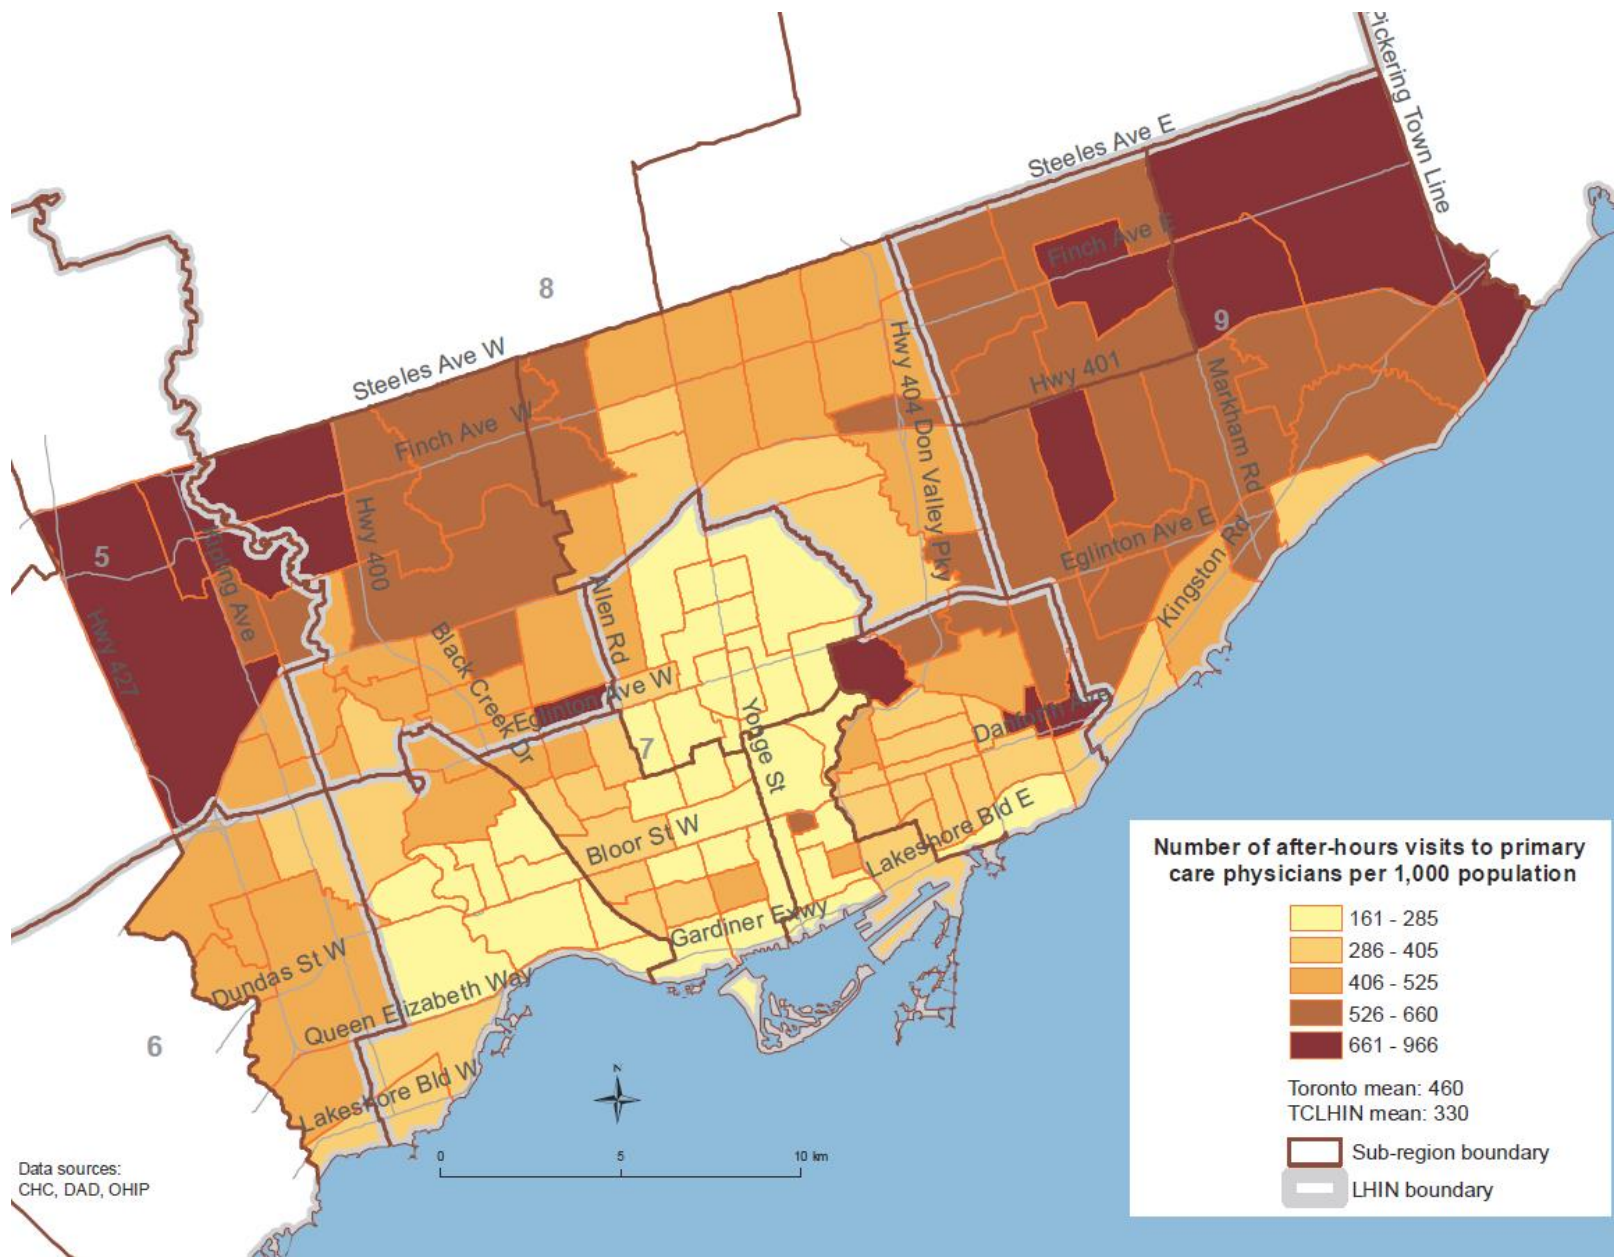 Pickering Town Line
Steeles Ave E
Finch Ave E
8
9
Steeles Ave W
Hwy 404
Hwy 401
Finch Ave W
Markham Rd
Don Valley Pky
5
Hwy 400
Eglinton Ave E
Kingston Rd
Allen Rd
Hwy 427
Black Creek Dr
Eglinton Ave W
Yonge St
Danforth Ave
7
Bloor St W
Lakeshore Bld E
Gardiner Exwy
Dundas St W
Queen Elizabeth Way
6
Lakeshore Bld W
N
0 5 10 km
Data sources:
CHC, DAD, OHIP
Number of after-hours visits to primary
care physicians per 1,000 population
161 - 285
286 - 405
406 - 525
526 - 660
661 - 966
Toronto mean: 460
TCLHIN mean: 330
Sub-region boundary
LHIN boundary